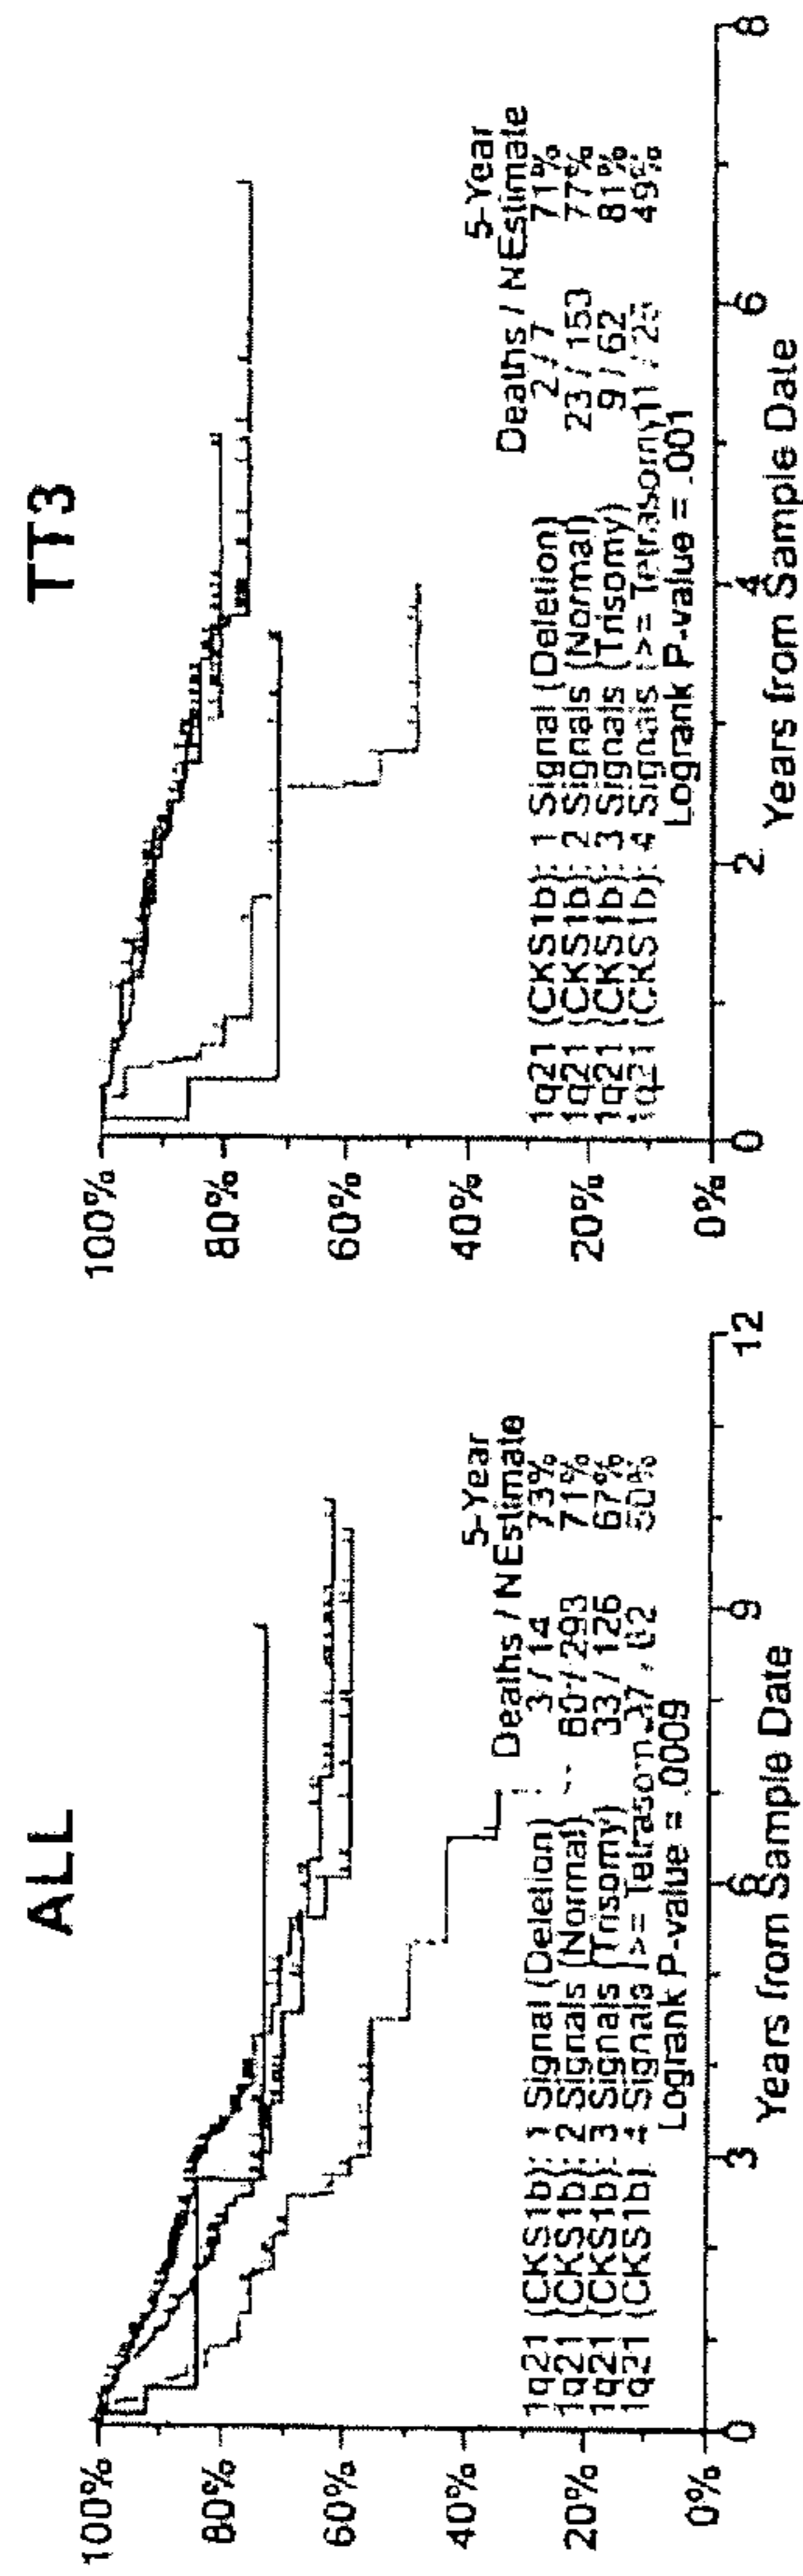 ALL
100%
80%
60%
40%
20%
0%
5-Year
Deaths / N Estimate
1q21 (CKS1b): 1 Signal (Deletion) 3 / 14 73%
1q21 (CKS1b): 2 Signals (Normal) 80 / 293 71%
1q21 (CKS1b): 3 Signals (Trisomy) 33 / 126 67%
1q21 (CKS1b): 4 Signals >= 50%
Logrank P-value = .0009
0 3 6 9 12
Years from Sample Date
TT3
100%
80%
60%
40%
20%
0%
5-Year
Deaths / N Estimate
1q21 (CKS1b): 1 Signal (Deletion) 2 / 7 71%
1q21 (CKS1b): 2 Signals (Normal) 23 / 153 77%
1q21 (CKS1b): 3 Signals (Trisomy) 9 / 62 81%
1q21 (CKS1b): 4 Signals (>= Tetrasomy) 11 / 49%
Logrank P-value = .001
0 2 4 6 8
Years from Sample Date